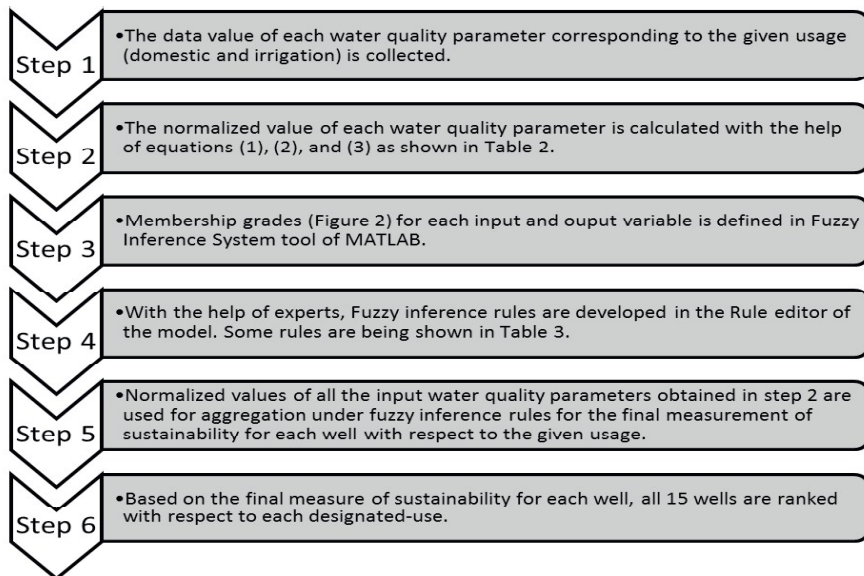 Step 1
•The data value of each water quality parameter corresponding to the given usage
(domestic and irrigation) is collected.
Step 2
•The normalized value of each water quality parameter is calculated with the help
of equations (1), (2), and (3) as shown in Table 2.
Step 3
•Membership grades (Figure 2) for each input and ouput variable is defined in Fuzzy
Inference System tool of MATLAB.
Step 4
•With the help of experts, Fuzzy inference rules are developed in the Rule editor of
the model. Some rules are being shown in Table 3.
Step 5
•Normalized values of all the input water quality parameters obtained in step 2 are
used for aggregation under fuzzy inference rules for the final measurement of
sustainability for each well with respect to the given usage.
Step 6
•Based on the final measure of sustainability for each well, all 15 wells are ranked
with respect to each designated-use.